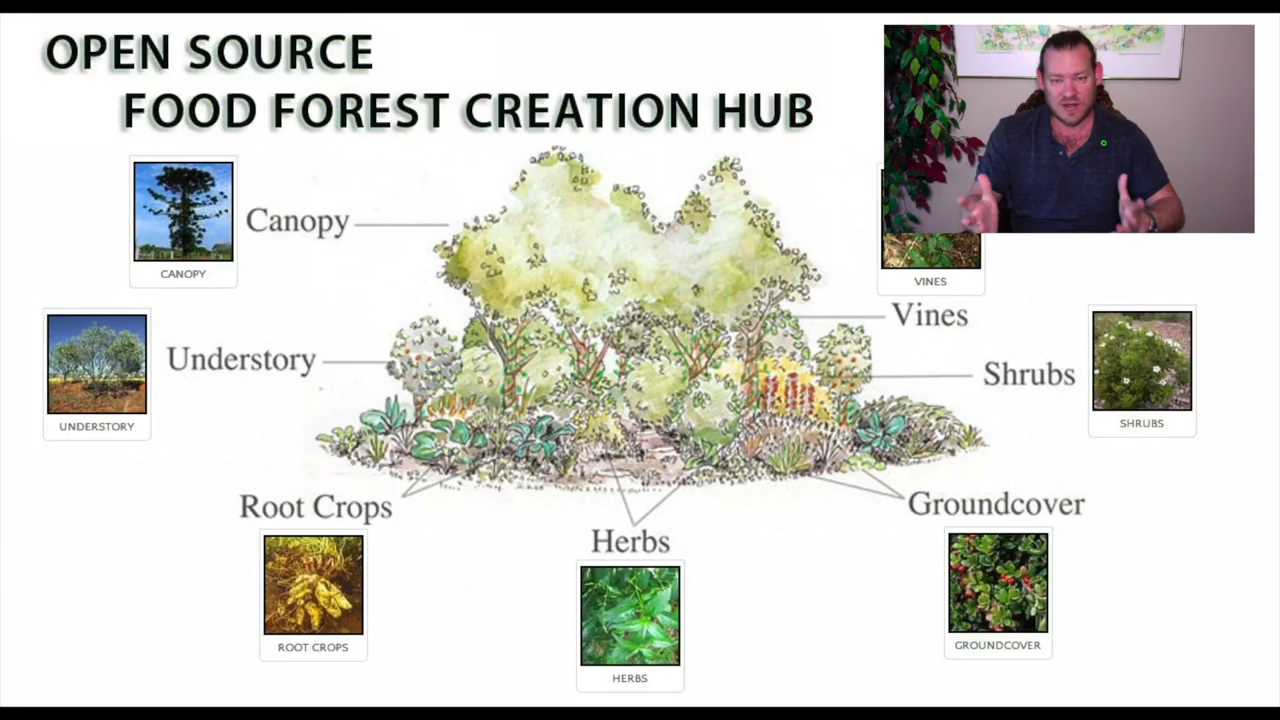 OPEN SOURCE
FOOD FOREST CREATION HUB
CANOPY
Canopy
VINES
Vines
UNDERSTORY
Understory
Shrubs
SHRUBS
Root Crops
ROOT CROPS
Herbs
HERBS
Groundcover
GROUNDCOVER